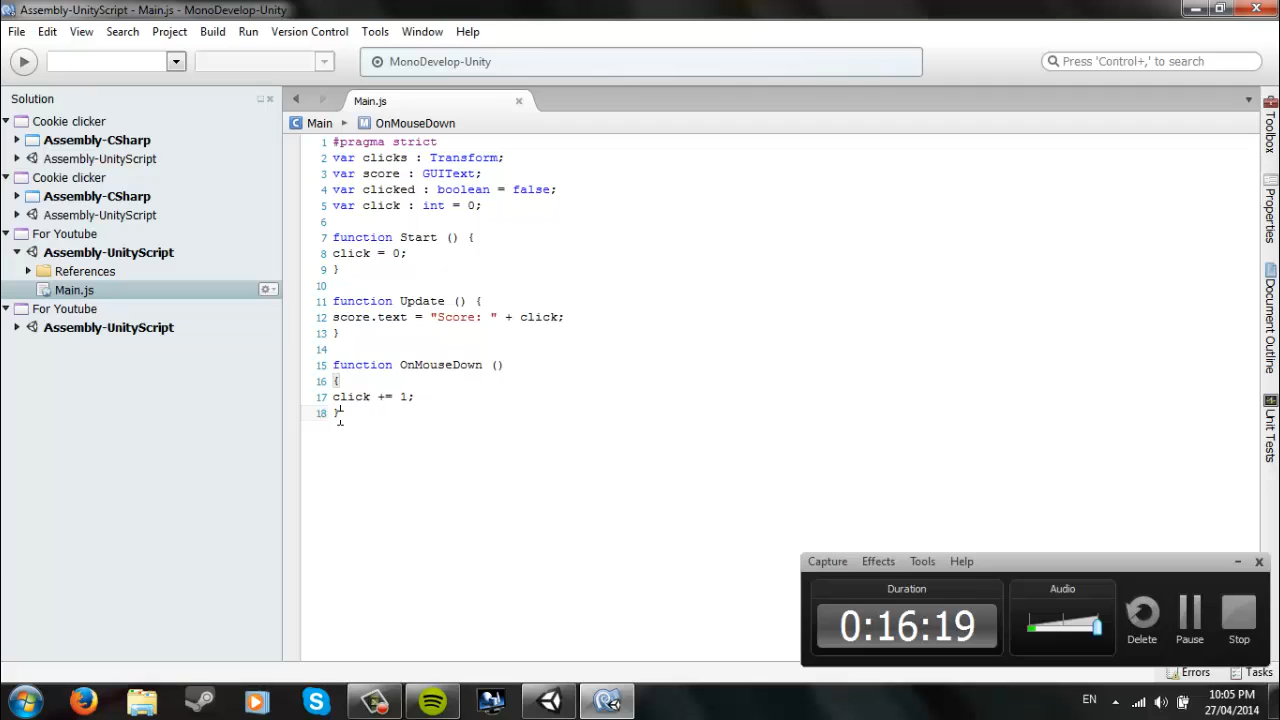 Assembly-UnityScript - Main.js - MonoDevelop-Unity
File Edit View Search Project Build Run Version Control Tools Window Help
MonoDevelop-Unity
Press 'Control+,' to search
Solution
Cookie clicker
Assembly-CSharp
Assembly-UnityScript
Cookie clicker
Assembly-CSharp
Assembly-UnityScript
For Youtube
Assembly-UnityScript
References
Main.js
For Youtube
Assembly-UnityScript
Main.js
Main OnMouseDown
1 #pragma strict
2 var clicks : Transform;
3 var score : GUIText;
4 var clicked : boolean = false;
5 var click : int = 0;
6
7 function Start () {
8 click = 0;
9 }
10
11 function Update () {
12 score.text = "Score: " + click;
13 }
14
15 function OnMouseDown ()
16 {
17 click += 1;
18 }
Toolbox
Properties
Document Outline
Unit Tests
Capture Effects Tools Help
Duration
0:16:19
Audio
Delete Pause Stop
Errors Tasks
EN
10:05 PM
27/04/2014